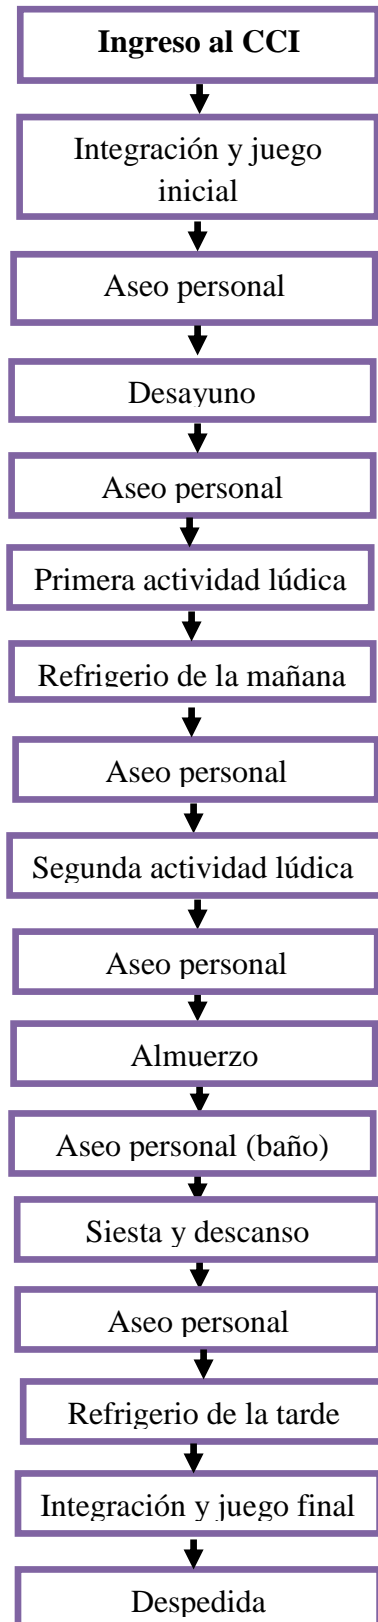 Ingreso al CCI
Integración y juego
inicial
Aseo personal
Desayuno
Aseo personal
Primera actividad lúdica
Refrigerio de la mañana
Aseo personal
Segunda actividad lúdica
Aseo personal
Almuerzo
Aseo personal (baño)
Siesta y descanso
Aseo personal
Refrigerio de la tarde
Integración y juego final
Despedida